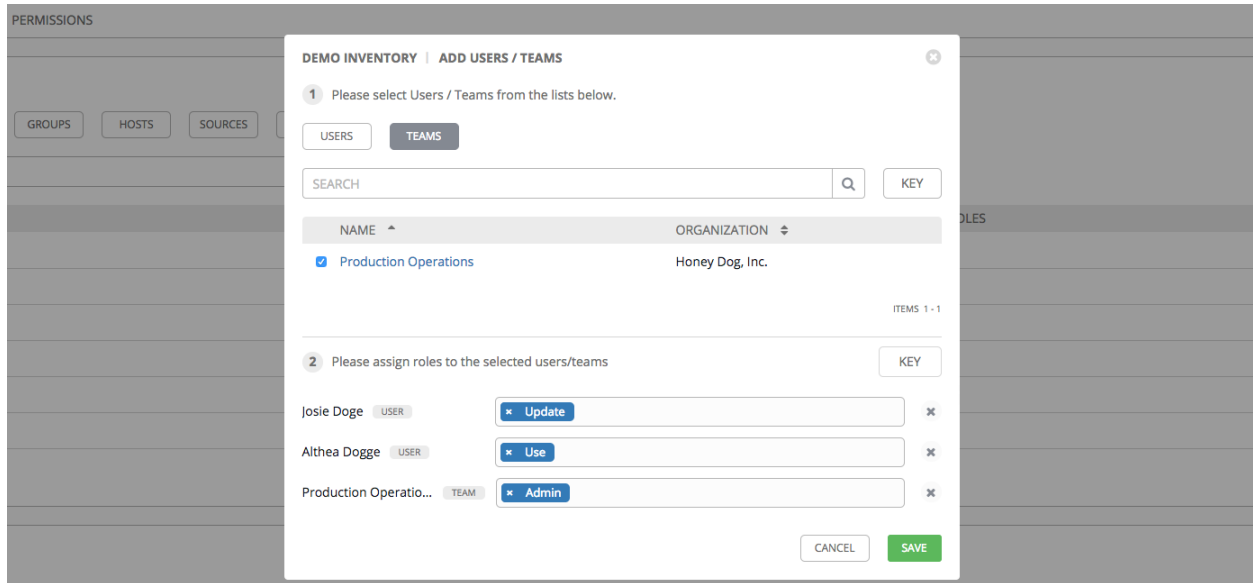 PERMISSIONS
DEMO INVENTORY | ADD USERS / TEAMS
1 Please select Users / Teams from the lists below.
GROUPS HOSTS SOURCES
USERS TEAMS
SEARCH KEY
NAME ORGANIZATION
Production Operations Honey Dog, Inc.
ITEMS 1 - 1
2 Please assign roles to the selected users/teams KEY
Josie Doge USER × Update
Althea Dogge USER × Use
Production Operatio... TEAM × Admin
CANCEL SAVE